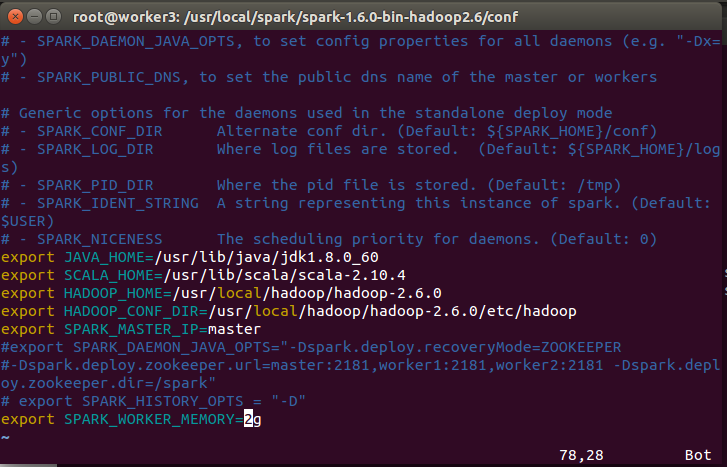 root@worker3: /usr/local/spark/spark-1.6.0-bin-hadoop2.6/conf
# - SPARK_DAEMON_JAVA_OPTS, to set config properties for all daemons (e.g. "-Dx=
y")
# - SPARK_PUBLIC_DNS, to set the public dns name of the master or workers

# Generic options for the daemons used in the standalone deploy mode
# - SPARK_CONF_DIR      Alternate conf dir. (Default: ${SPARK_HOME}/conf)
# - SPARK_LOG_DIR       Where log files are stored.  (Default: ${SPARK_HOME}/log
s)
# - SPARK_PID_DIR       Where the pid file is stored. (Default: /tmp)
# - SPARK_IDENT_STRING  A string representing this instance of spark. (Default:
$USER)
# - SPARK_NICENESS      The scheduling priority for daemons. (Default: 0)
export JAVA_HOME=/usr/lib/java/jdk1.8.0_60
export SCALA_HOME=/usr/lib/scala/scala-2.10.4
export HADOOP_HOME=/usr/local/hadoop/hadoop-2.6.0
export HADOOP_CONF_DIR=/usr/local/hadoop/hadoop-2.6.0/etc/hadoop
export SPARK_MASTER_IP=master
#export SPARK_DAEMON_JAVA_OPTS="-Dspark.deploy.recoveryMode=ZOOKEEPER
#-Dspark.deploy.zookeeper.url=master:2181,worker1:2181,worker2:2181 -Dspark.depl
oy.zookeeper.dir=/spark"
# export SPARK_HISTORY_OPTS = "-D"
export SPARK_WORKER_MEMORY=2g
~
78,28 Bot